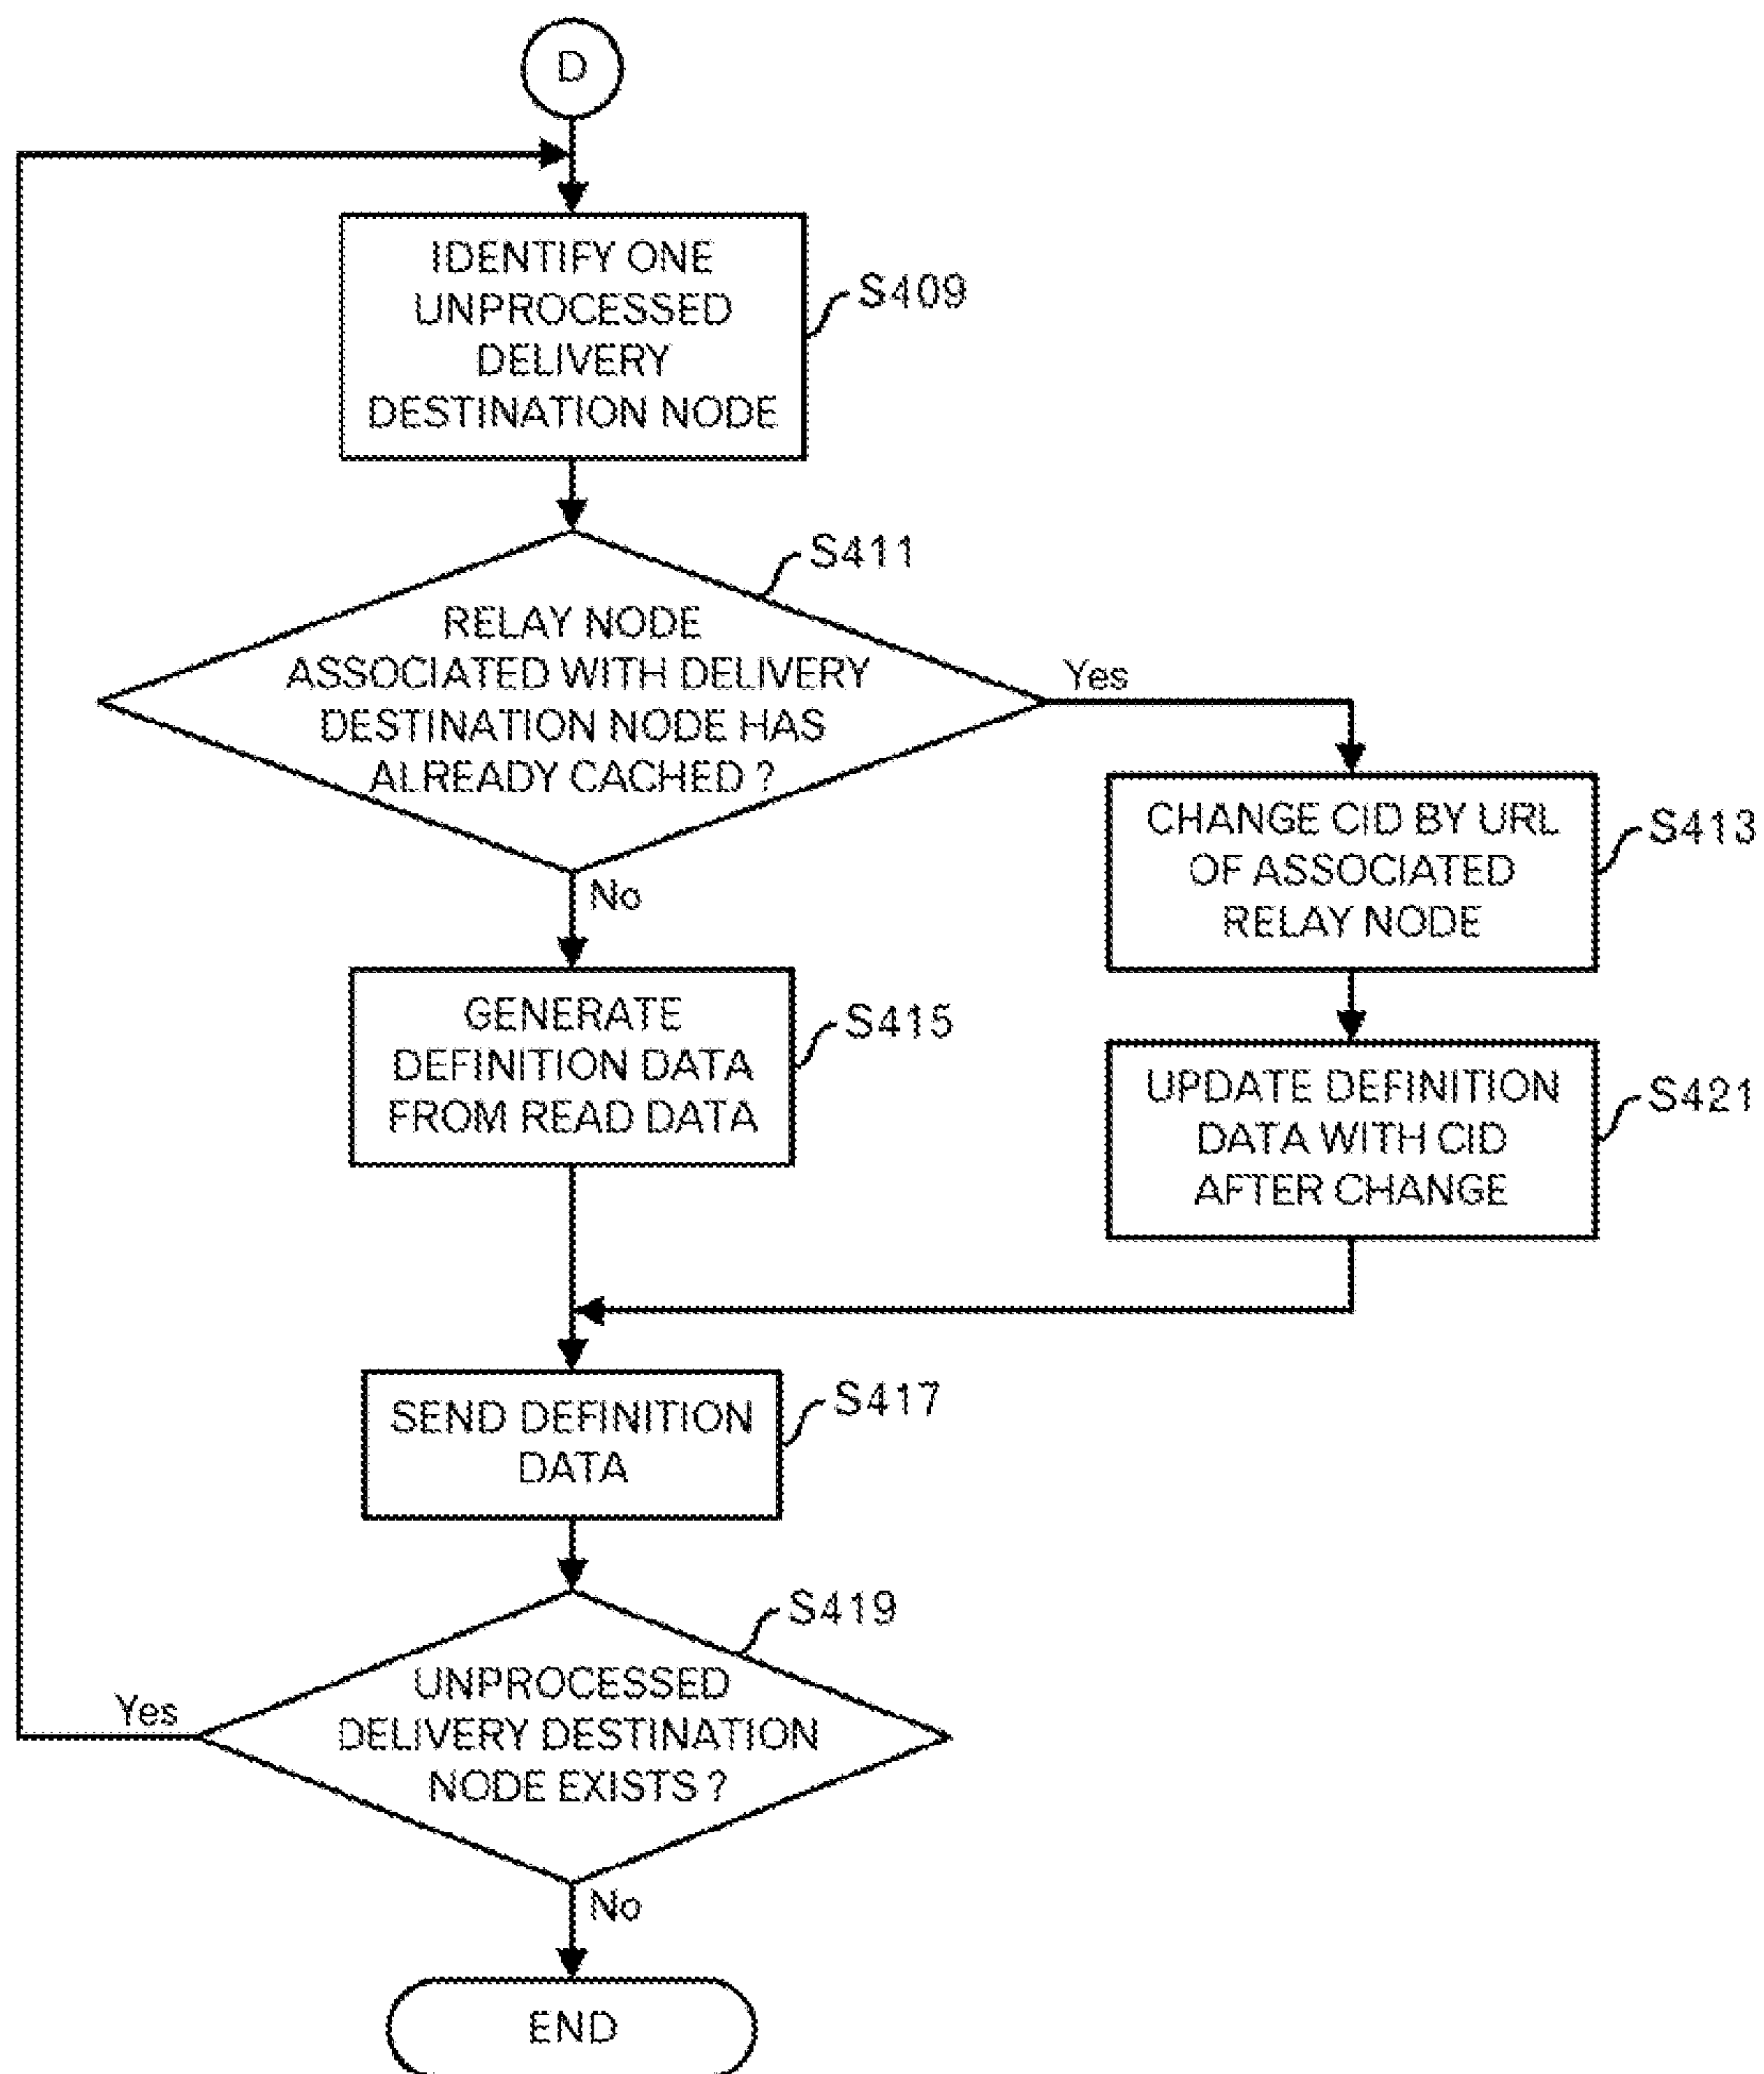 D
IDENTIFY ONE
UNPROCESSED
DELIVERY
DESTINATION NODE
S409
S411
RELAY NODE
ASSOCIATED WITH DELIVERY
DESTINATION NODE HAS
ALREADY CACHED ?
Yes
No
CHANGE CID BY URL
OF ASSOCIATED
RELAY NODE
S413
GENERATE
DEFINITION DATA
FROM READ DATA
S415
UPDATE DEFINITION
DATA WITH CID
AFTER CHANGE
S421
SEND DEFINITION
DATA
S417
S419
UNPROCESSED
DELIVERY DESTINATION
NODE EXISTS ?
Yes
No
END